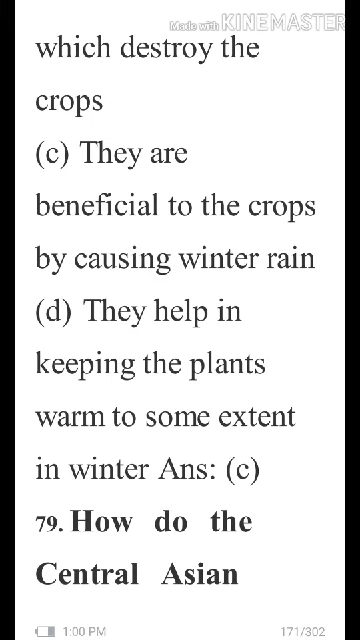 Made with KINEMASTER
which destroy the
crops
(c) They are
beneficial to the crops
by causing winter rain
(d) They help in
keeping the plants
warm to some extent
in winter Ans: (c)
79. How do the
Central Asian
1:00 PM 171/302